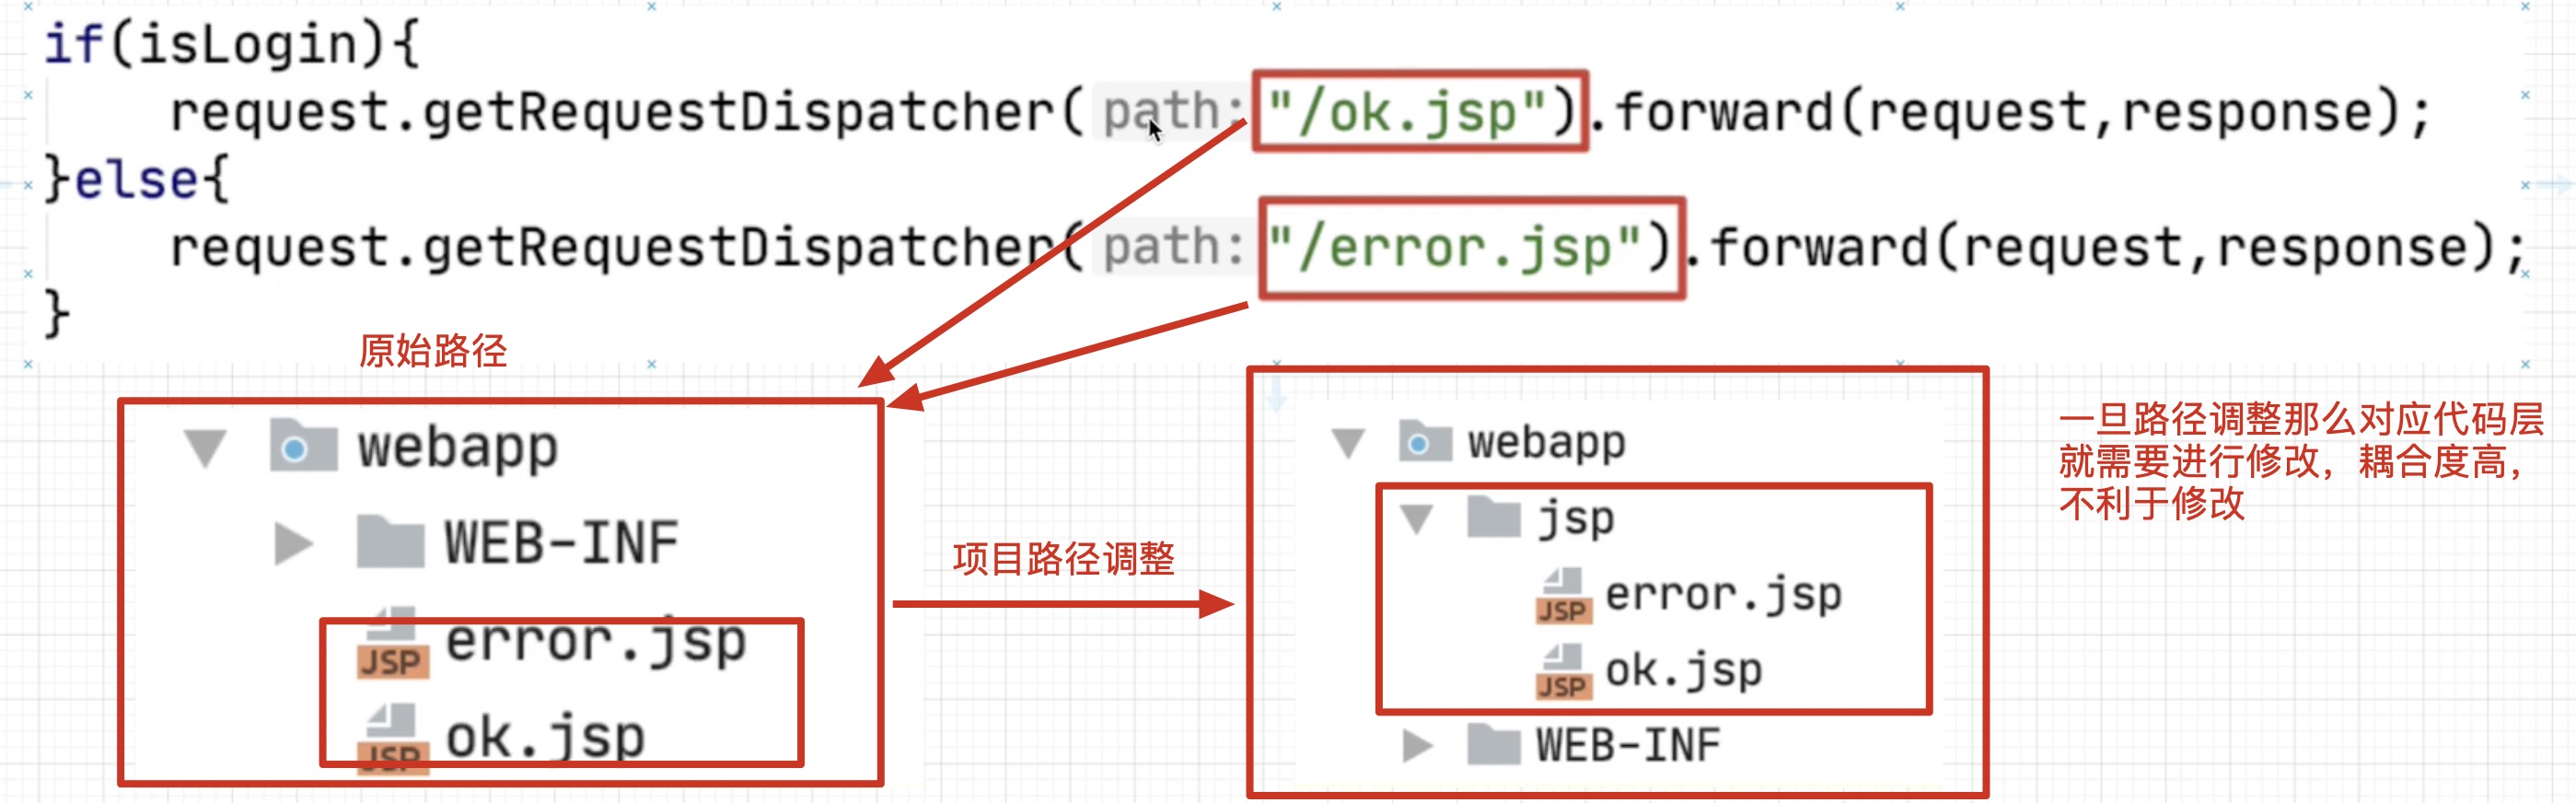 if(isLogin){
request.getRequestDispatcher( path: "/ok.jsp").forward(request,response);
}else{
request.getRequestDispatcher( path: "/error.jsp").forward(request,response);
}
原始路径
webapp
WEB-INF
JSP error.jsp
JSP ok.jsp
项目路径调整
webapp
jsp
JSP error.jsp
JSP ok.jsp
WEB-INF
一旦路径调整那么对应代码层
就需要进行修改，耦合度高，
不利于修改